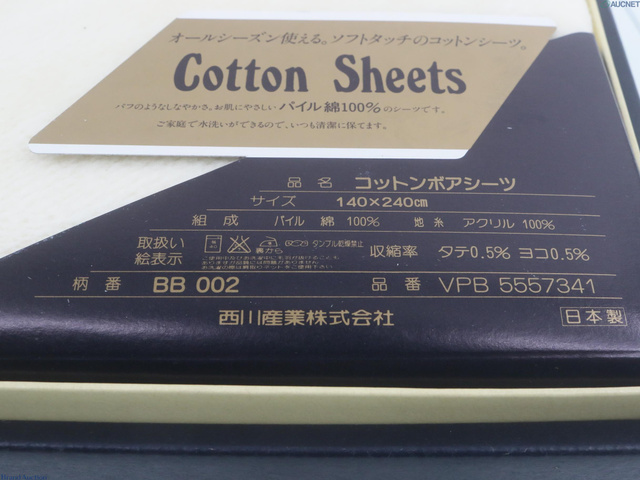 AUCNET
オールシーズン使える。ソフトタッチのコットンシーツ。
Cotton Sheets
パフのようなしなやかさ。お肌にやさしいパイル綿100%のシーツです。
ご家庭で水洗いができるので、いつも清潔に保てます。
品名 コットンボアシーツ
サイズ 140×240cm
組成 パイル 綿 100% 地糸 アクリル 100%
取扱い絵表示 タンブル乾燥禁止 収縮率 タテ0.5% ヨコ0.5%
柄番 BB 002 品番 VPB 5557341
西川産業株式会社 日本製